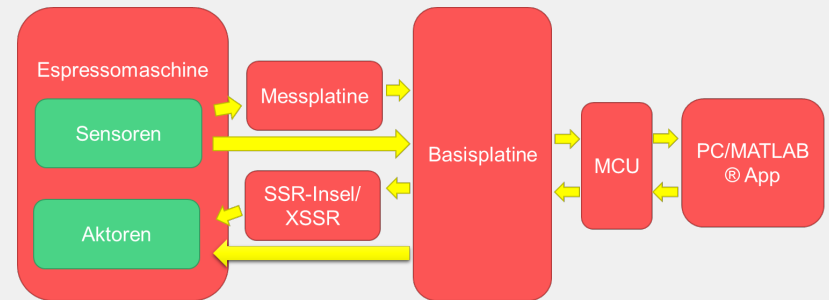 Espressomaschine
Sensoren
Aktoren
Messplatine
SSR-Insel/
XSSR
Basisplatine
MCU
PC/MATLAB
® App